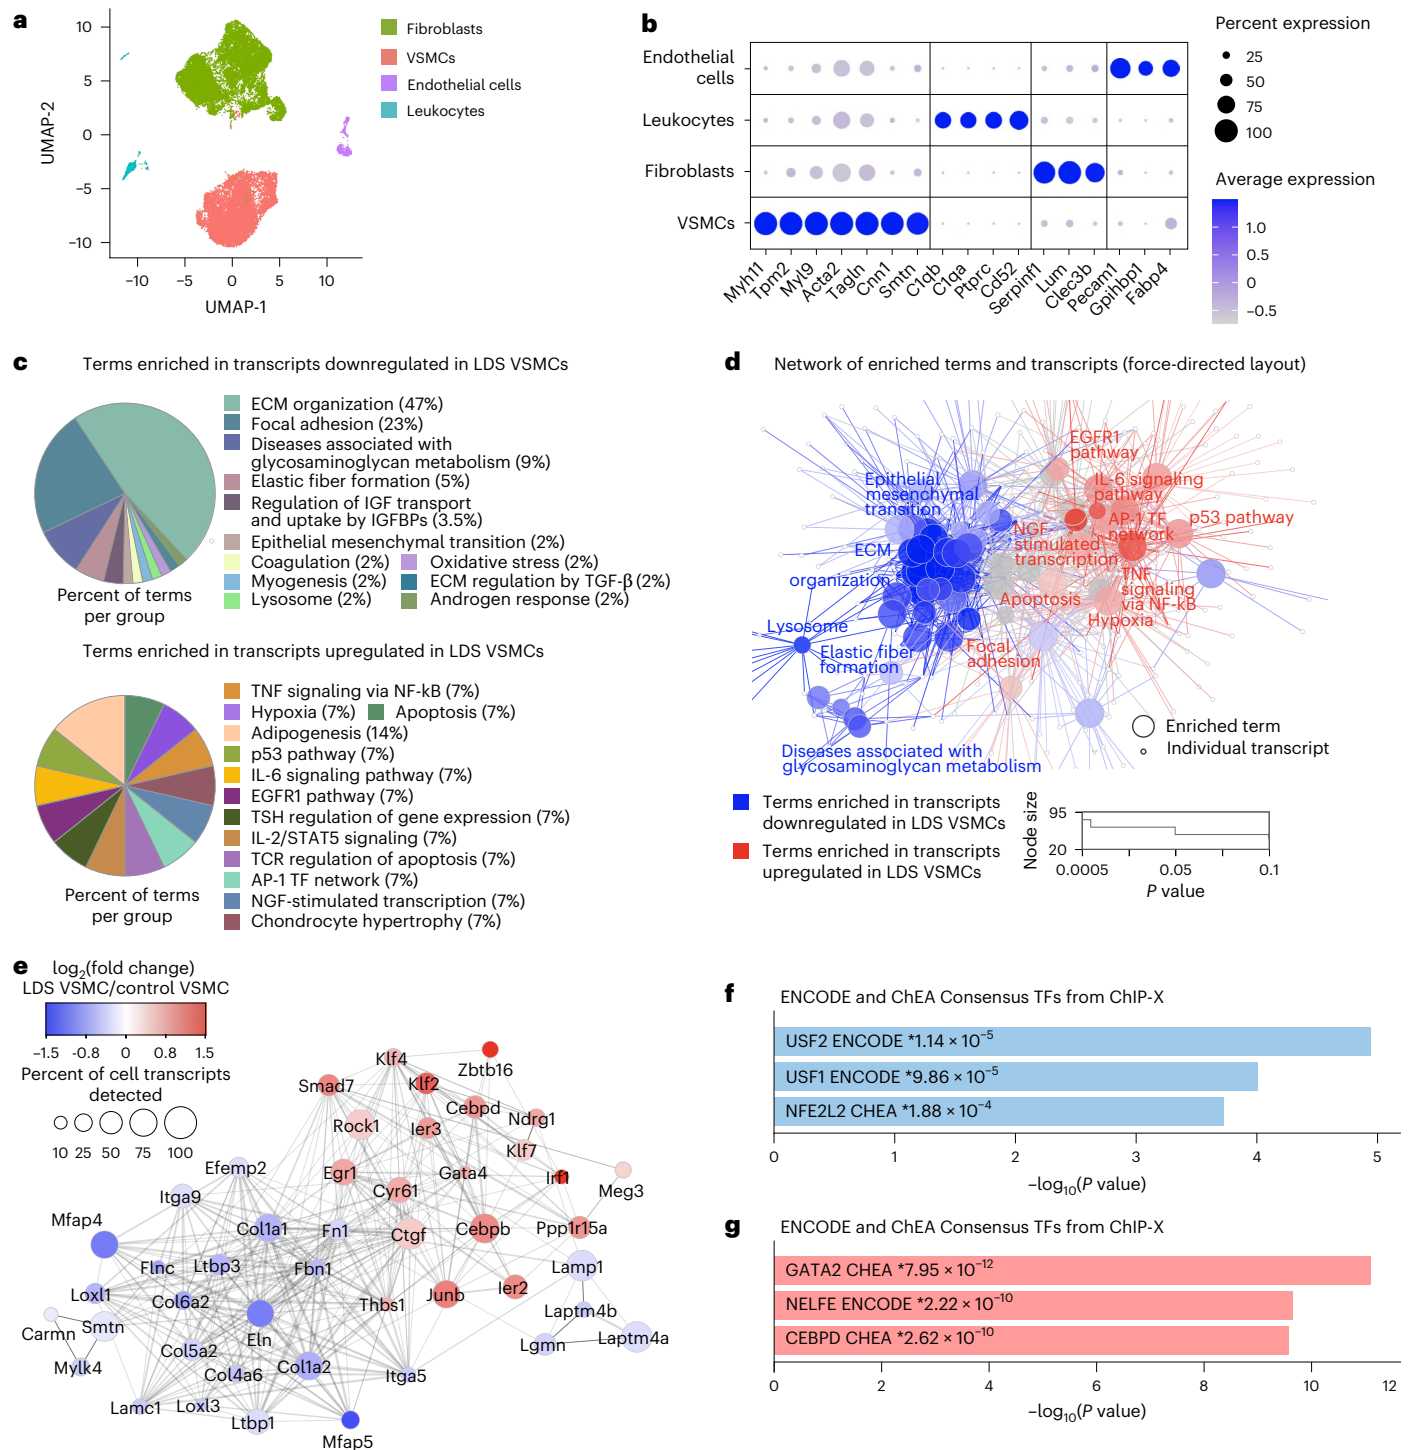 a
10
5
0
−5
−10
UMAP-2
−10
−5
0
5
10
UMAP-1
Fibroblasts
VSMCs
Endothelial cells
Leukocytes
b
Endothelial
cells
Leukocytes
Fibroblasts
VSMCs
Myh11
Tpm2
Myl9
Acta2
Tagln
Cnn1
Smtn
C1qb
C1qa
Ptprc
Cd52
Serpinf1
Lum
Clec3b
Pecam1
Gpihbp1
Fabp4
Percent expression
25
50
75
100
Average expression
1.0
0.5
0
−0.5
c
Terms enriched in transcripts downregulated in LDS VSMCs
Percent of terms
per group
ECM organization (47%)
Focal adhesion (23%)
Diseases associated with
glycosaminoglycan metabolism (9%)
Elastic fiber formation (5%)
Regulation of IGF transport
and uptake by IGFBPs (3.5%)
Epithelial mesenchymal transition (2%)
Coagulation (2%) Oxidative stress (2%)
Myogenesis (2%) ECM regulation by TGF-β (2%)
Lysosome (2%) Androgen response (2%)
Terms enriched in transcripts upregulated in LDS VSMCs
Percent of terms
per group
TNF signaling via NF-kB (7%)
Hypoxia (7%) Apoptosis (7%)
Adipogenesis (14%)
p53 pathway (7%)
IL-6 signaling pathway (7%)
EGFR1 pathway (7%)
TSH regulation of gene expression (7%)
IL-2/STAT5 signaling (7%)
TCR regulation of apoptosis (7%)
AP-1 TF network (7%)
NGF-stimulated transcription (7%)
Chondrocyte hypertrophy (7%)
d
Network of enriched terms and transcripts (force-directed layout)
EGFR1
pathway
Epithelial
mesenchymal
transition
IL-6 signaling
pathway
AP-1 TF
network
p53 pathway
NGF
stimulated
transcription
ECM
organization
TNF
signaling
via NF-kB
Apoptosis
Hypoxia
Lysosome
Elastic fiber
formation
Focal
adhesion
Diseases associated with
glycosaminoglycan metabolism
Enriched term
Individual transcript
Terms enriched in transcripts
downregulated in LDS VSMCs
Terms enriched in transcripts
upregulated in LDS VSMCs
Node size
95
20
0.0005
0.05
0.1
P value
e
log2(fold change)
LDS VSMC/control VSMC
−1.5
−0.8
0
0.8
1.5
Percent of cell transcripts
detected
10
25
50
75
100
Klf4
Zbtb16
Smad7
Klf2
Cebpd
Ndrg1
Rock1
Ier3
Klf7
Efemp2
Egr1
Gata4
Irf1
Meg3
Itga9
Cyr61
Mfap4
Col1a1
Fn1
Ctgf
Cebpb
Ppp1r15a
Flnc
Ltbp3
Fbn1
Lamp1
Loxl1
Col6a2
Thbs1
Junb
Ier2
Laptm4b
Carmn
Smtn
Eln
Lgmn
Laptm4a
Mylk4
Col5a2
Col4a6
Col1a2
Itga5
Lamc1
Loxl3
Ltbp1
Mfap5
f
ENCODE and ChEA Consensus TFs from ChIP-X
USF2 ENCODE *1.14 × 10−5
USF1 ENCODE *9.86 × 10−5
NFE2L2 CHEA *1.88 × 10−4
0
1
2
3
4
5
−log10(P value)
g
ENCODE and ChEA Consensus TFs from ChIP-X
GATA2 CHEA *7.95 × 10−12
NELFE ENCODE *2.22 × 10−10
CEBPD CHEA *2.62 × 10−10
0
2
4
6
8
10
12
−log10(P value)